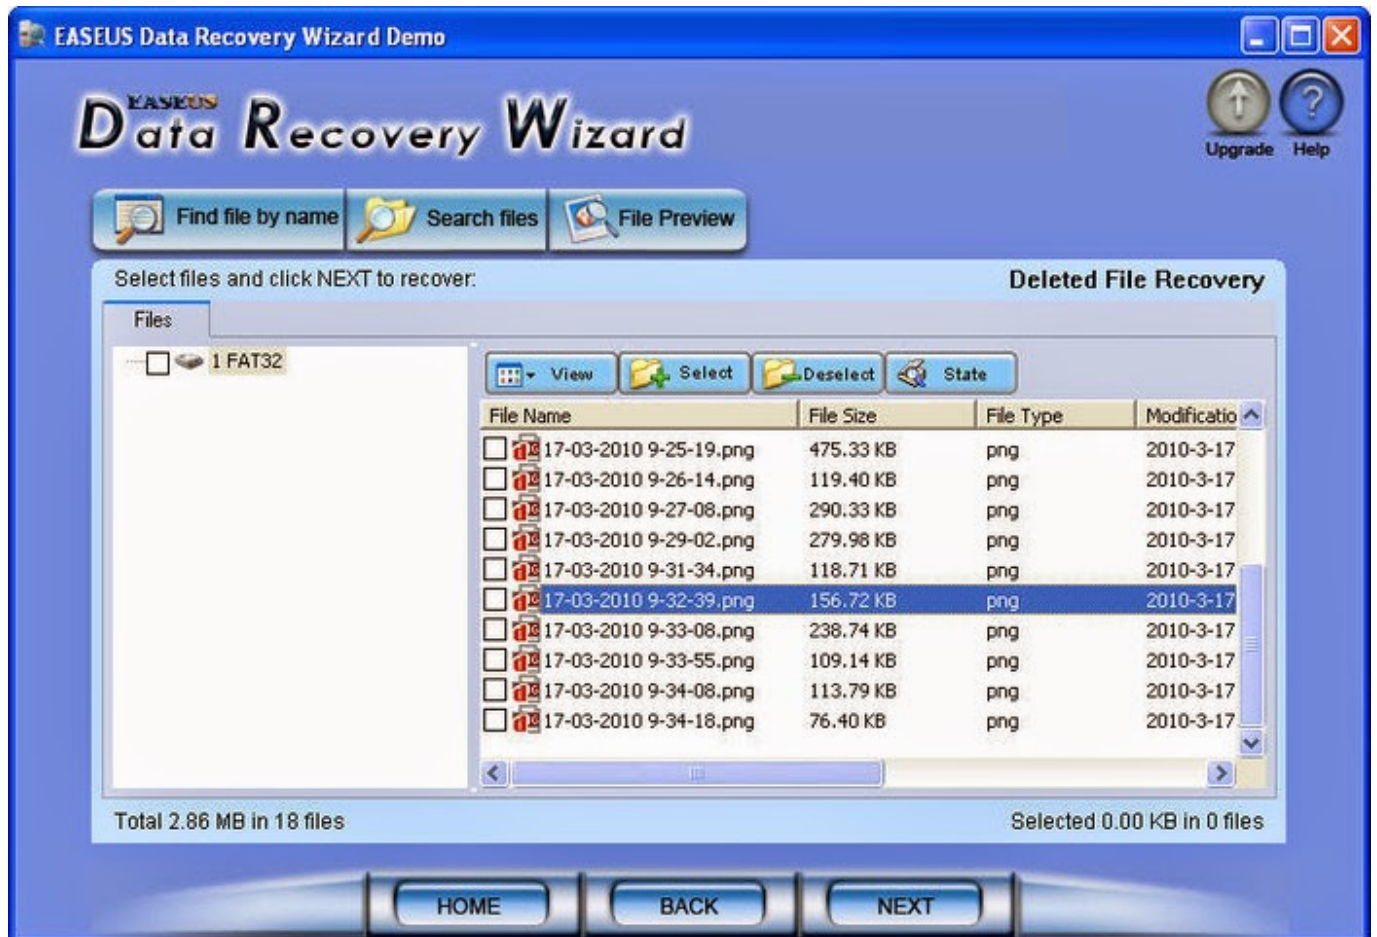 EASEUS Data Recovery Wizard Demo
EASEUS
Data Recovery Wizard
Upgrade Help
Find file by name Search files File Preview
Select files and click NEXT to recover: Deleted File Recovery
Files
1 FAT32
View Select Deselect State
File Name File Size File Type Modificatio
17-03-2010 9-25-19.png 475.33 KB png 2010-3-17
17-03-2010 9-26-14.png 119.40 KB png 2010-3-17
17-03-2010 9-27-08.png 290.33 KB png 2010-3-17
17-03-2010 9-29-02.png 279.98 KB png 2010-3-17
17-03-2010 9-31-34.png 118.71 KB png 2010-3-17
17-03-2010 9-32-39.png 156.72 KB png 2010-3-17
17-03-2010 9-33-08.png 238.74 KB png 2010-3-17
17-03-2010 9-33-55.png 109.14 KB png 2010-3-17
17-03-2010 9-34-08.png 113.79 KB png 2010-3-17
17-03-2010 9-34-18.png 76.40 KB png 2010-3-17
Total 2.86 MB in 18 files Selected 0.00 KB in 0 files
HOME BACK NEXT